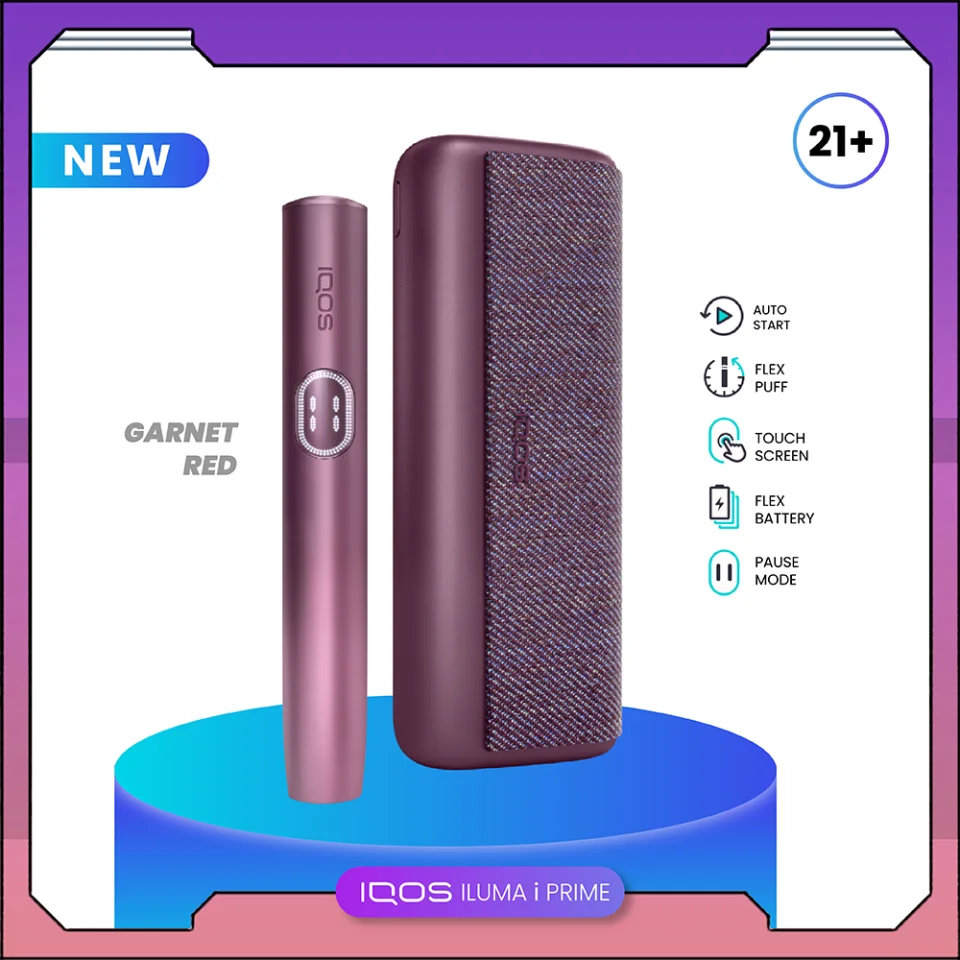 NEW
21+
IQOS
IQOS
GARNET
RED
AUTO
START
FLEX
PUFF
TOUCH
SCREEN
FLEX
BATTERY
PAUSE
MODE
IQOS ILUMA i PRIME